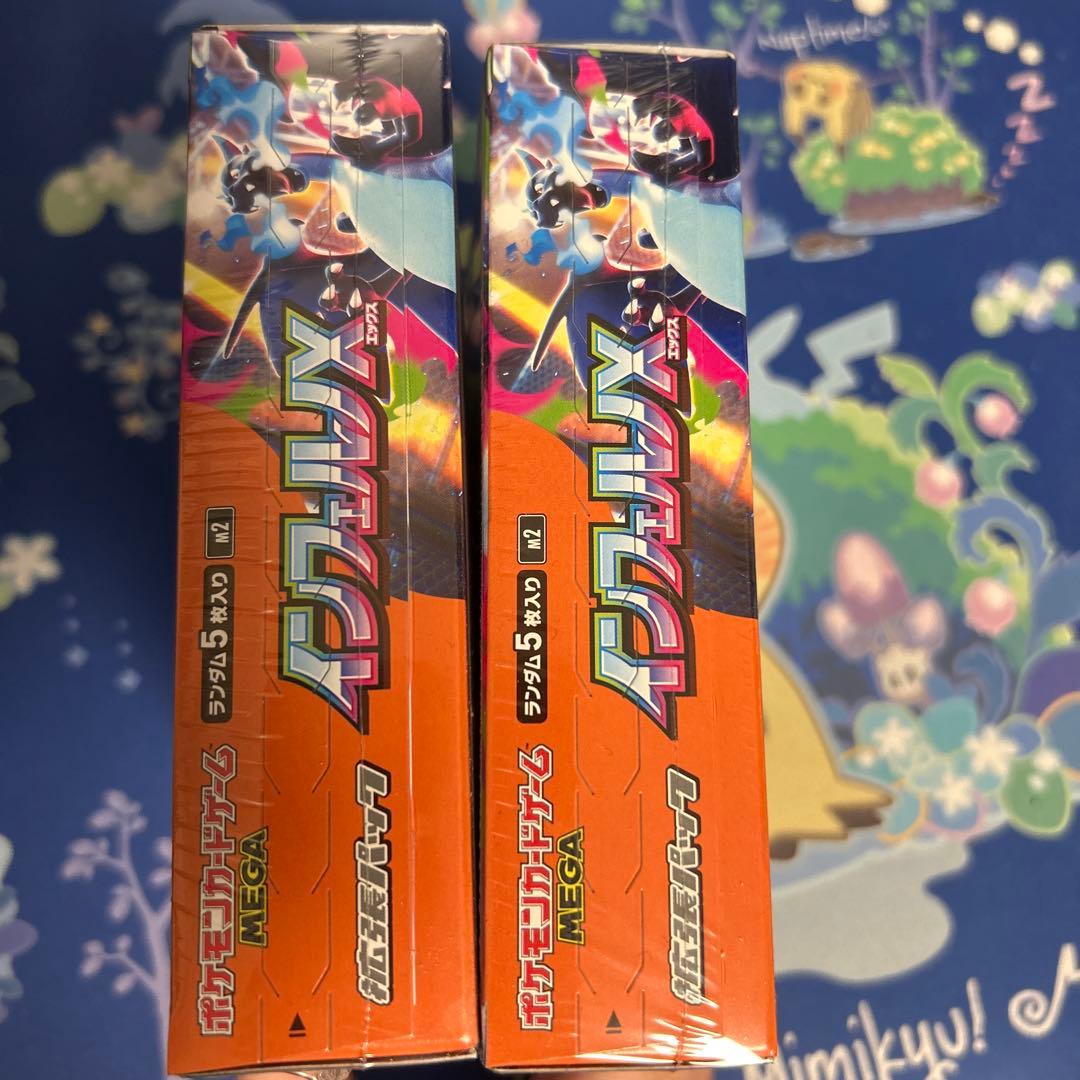 ポケモンカードゲーム
MEGA
拡張パック
ランダム5枚入り
M2
インフェルノX
エックス
ポケモンカードゲーム
MEGA
拡張パック
ランダム5枚入り
M2
インフェルノX
エックス
Naptime
Zzz
Mimikyu!